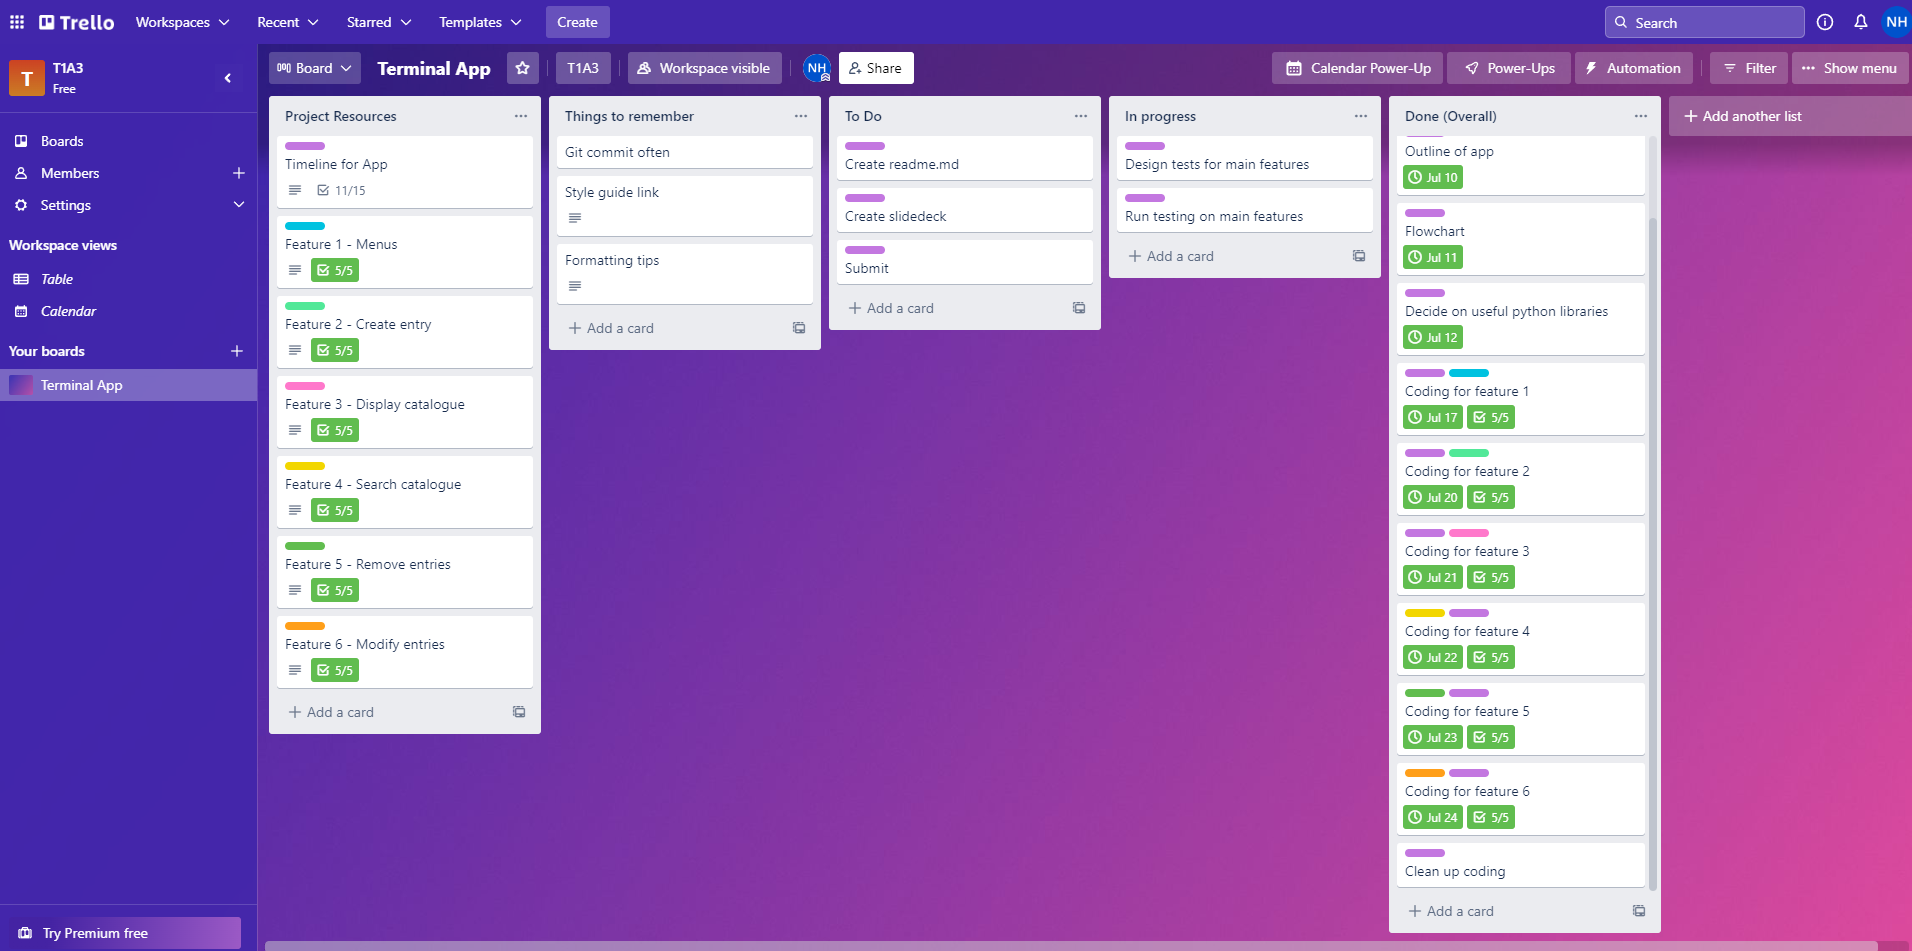 Trello
Workspaces
Recent
Starred
Templates
Create
Search
NH
T
T1A3
Free
Boards
Members
Settings
Workspace views
Table
Calendar
Your boards
Terminal App
Try Premium free
Board
Terminal App
T1A3
Workspace visible
NH
Share
Calendar Power-Up
Power-Ups
Automation
Filter
Show menu
Project Resources
Timeline for App
11/15
Feature 1 - Menus
5/5
Feature 2 - Create entry
5/5
Feature 3 - Display catalogue
5/5
Feature 4 - Search catalogue
5/5
Feature 5 - Remove entries
5/5
Feature 6 - Modify entries
5/5
Add a card
Things to remember
Git commit often
Style guide link
Formatting tips
Add a card
To Do
Create readme.md
Create slidedeck
Submit
Add a card
In progress
Design tests for main features
Run testing on main features
Add a card
Done (Overall)
Outline of app
Jul 10
Flowchart
Jul 11
Decide on useful python libraries
Jul 12
Coding for feature 1
Jul 17 5/5
Coding for feature 2
Jul 20 5/5
Coding for feature 3
Jul 21 5/5
Coding for feature 4
Jul 22 5/5
Coding for feature 5
Jul 23 5/5
Coding for feature 6
Jul 24 5/5
Clean up coding
Add a card
Add another list